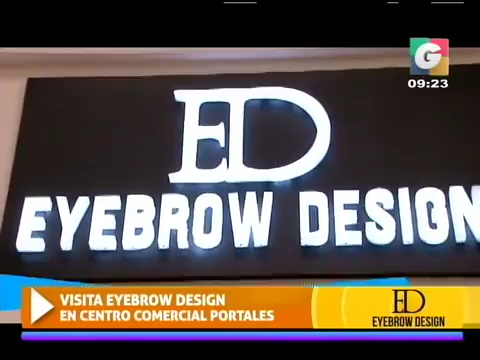 G
09:23
ED
EYEBROW DESIGN
VISITA EYEBROW DESIGN
EN CENTRO COMERCIAL PORTALES
ED
EYEBROW DESIGN